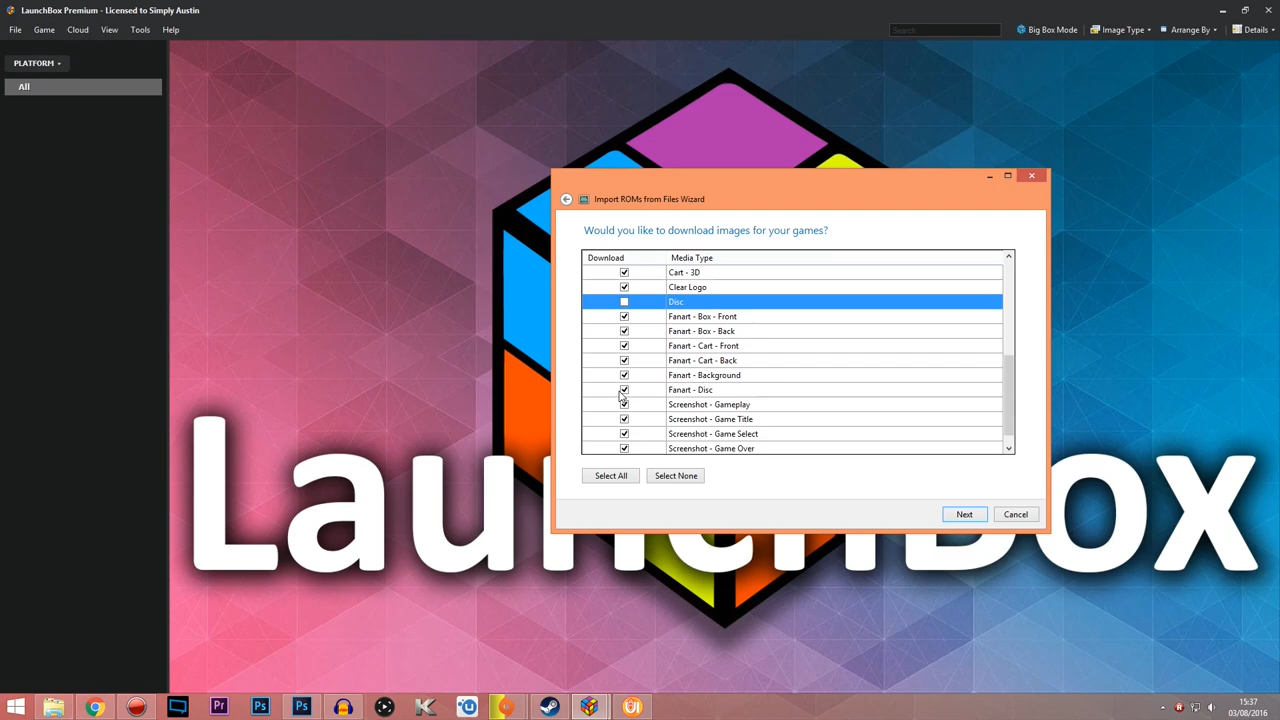 LaunchBox Premium - Licensed to Simply Austin
File Game Cloud View Tools Help
Search
Big Box Mode Image Type Arrange By Details
PLATFORM
All
Import ROMs from Files Wizard
Would you like to download images for your games?
Download Media Type
Cart - 3D
Clear Logo
Disc
Fanart - Box - Front
Fanart - Box - Back
Fanart - Cart - Front
Fanart - Cart - Back
Fanart - Background
Fanart - Disc
Screenshot - Gameplay
Screenshot - Game Title
Screenshot - Game Select
Screenshot - Game Over
Select All Select None
Next Cancel
LaunchBox
Pr Ps Ps K
15:37
03/08/2016